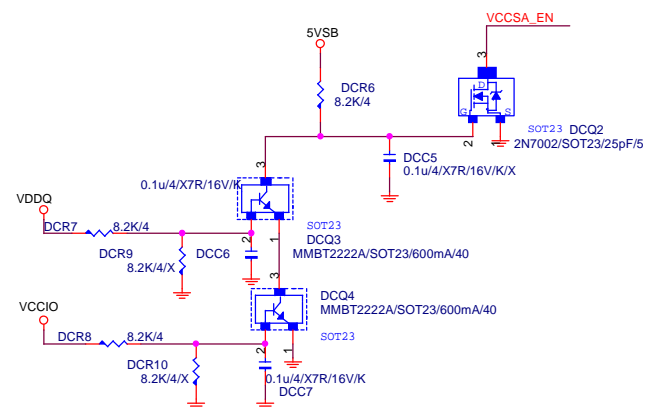 VCCSA_EN
5VSB
3
DCR6
8.2K/4
D
G
S
SOT23 DCQ2
2N7002/SOT23/25pF/5
2
1
3
DCC5
0.1u/4/X7R/16V/K/X
0.1u/4/X7R/16V/K
VDDQ
SOT23
DCR7
8.2K/4
2
1
DCQ3
MMBT2222A/SOT23/600mA/40
DCR9
8.2K/4/X
DCC6
3
DCQ4
MMBT2222A/SOT23/600mA/40
VCCIO
SOT23
DCR8
8.2K/4
2
1
DCR10
8.2K/4/X
0.1u/4/X7R/16V/K
DCC7